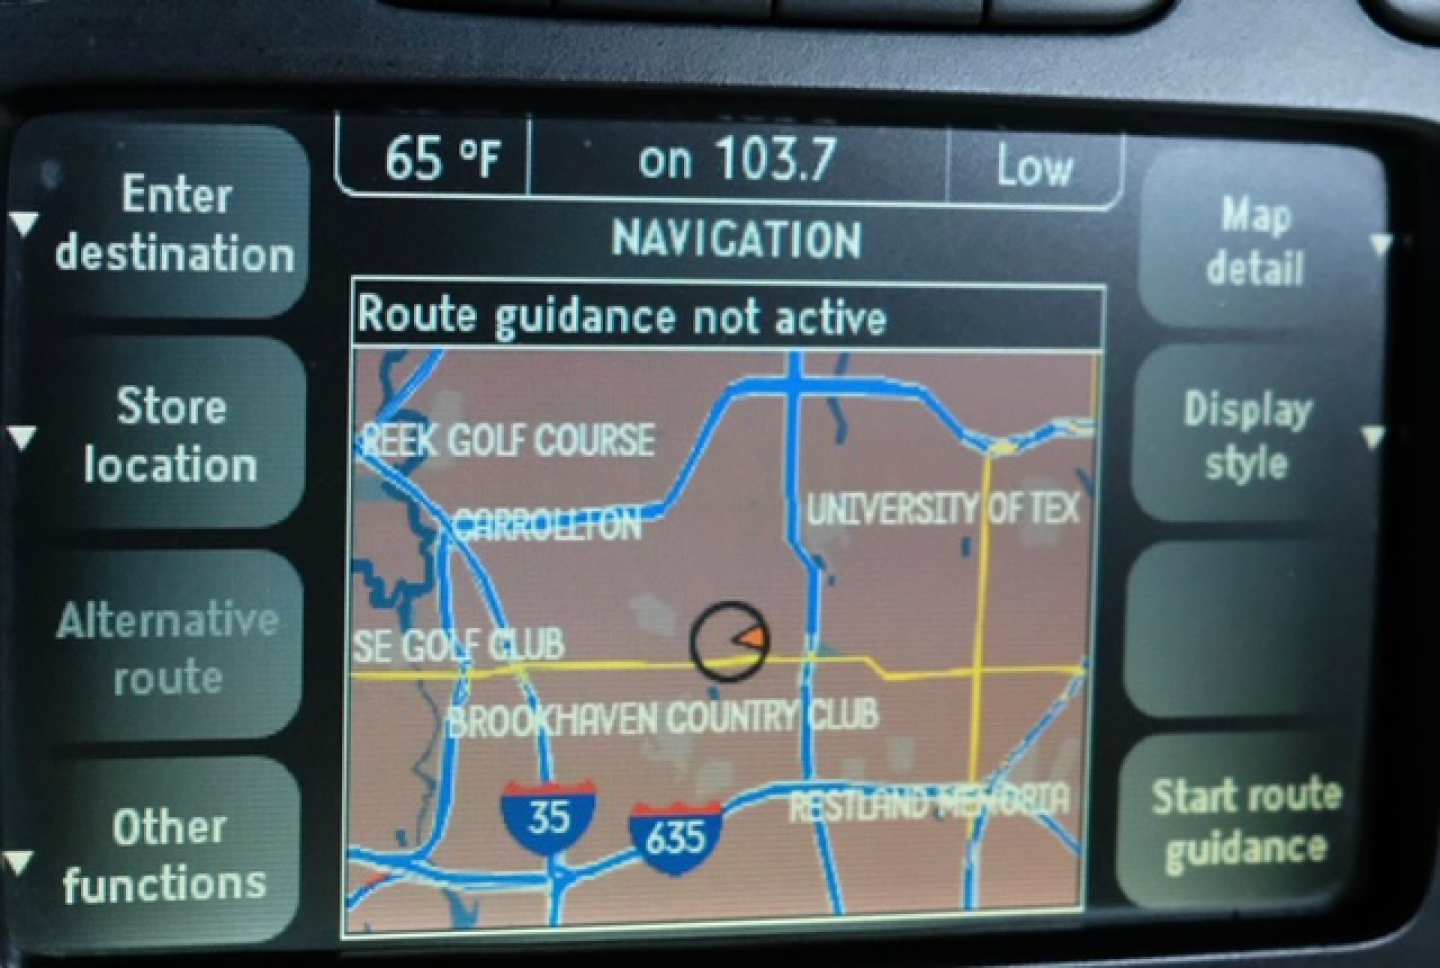 65 °F
on 103.7
Low
NAVIGATION
Route guidance not active
Enter
destination
Store
location
Alternative
route
Other
functions
Map
detail
Display
style
Start route
guidance
REEK GOLF COURSE
CARROLLTON
UNIVERSITY OF TEX
SE GOLF CLUB
BROOKHAVEN COUNTRY CLUB
RESTLAND MEMORIA
35
635